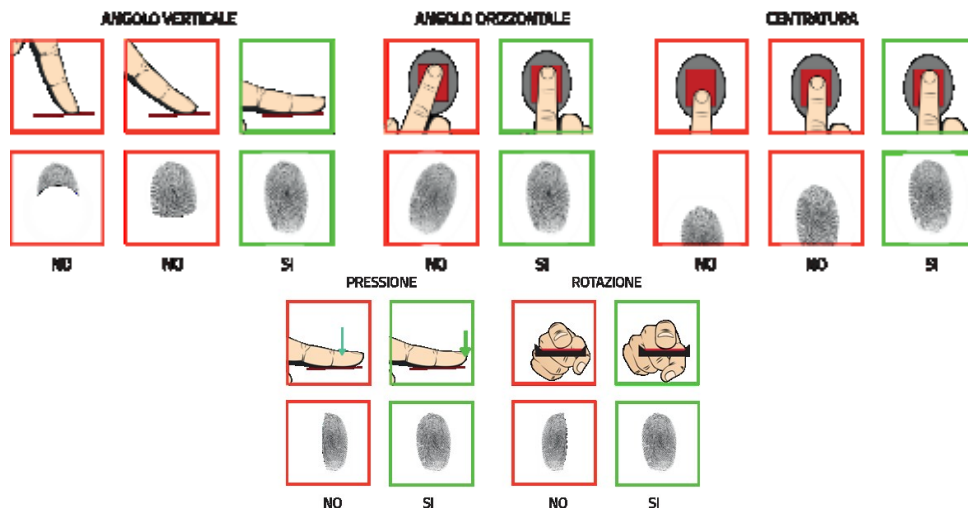 ANGOLO VERTICALE ANGOLO ORIZZONTALE CENTRATURA
NO NO SI NO SI NO NO SI
PRESSIONE ROTAZIONE
NO SI NO SI